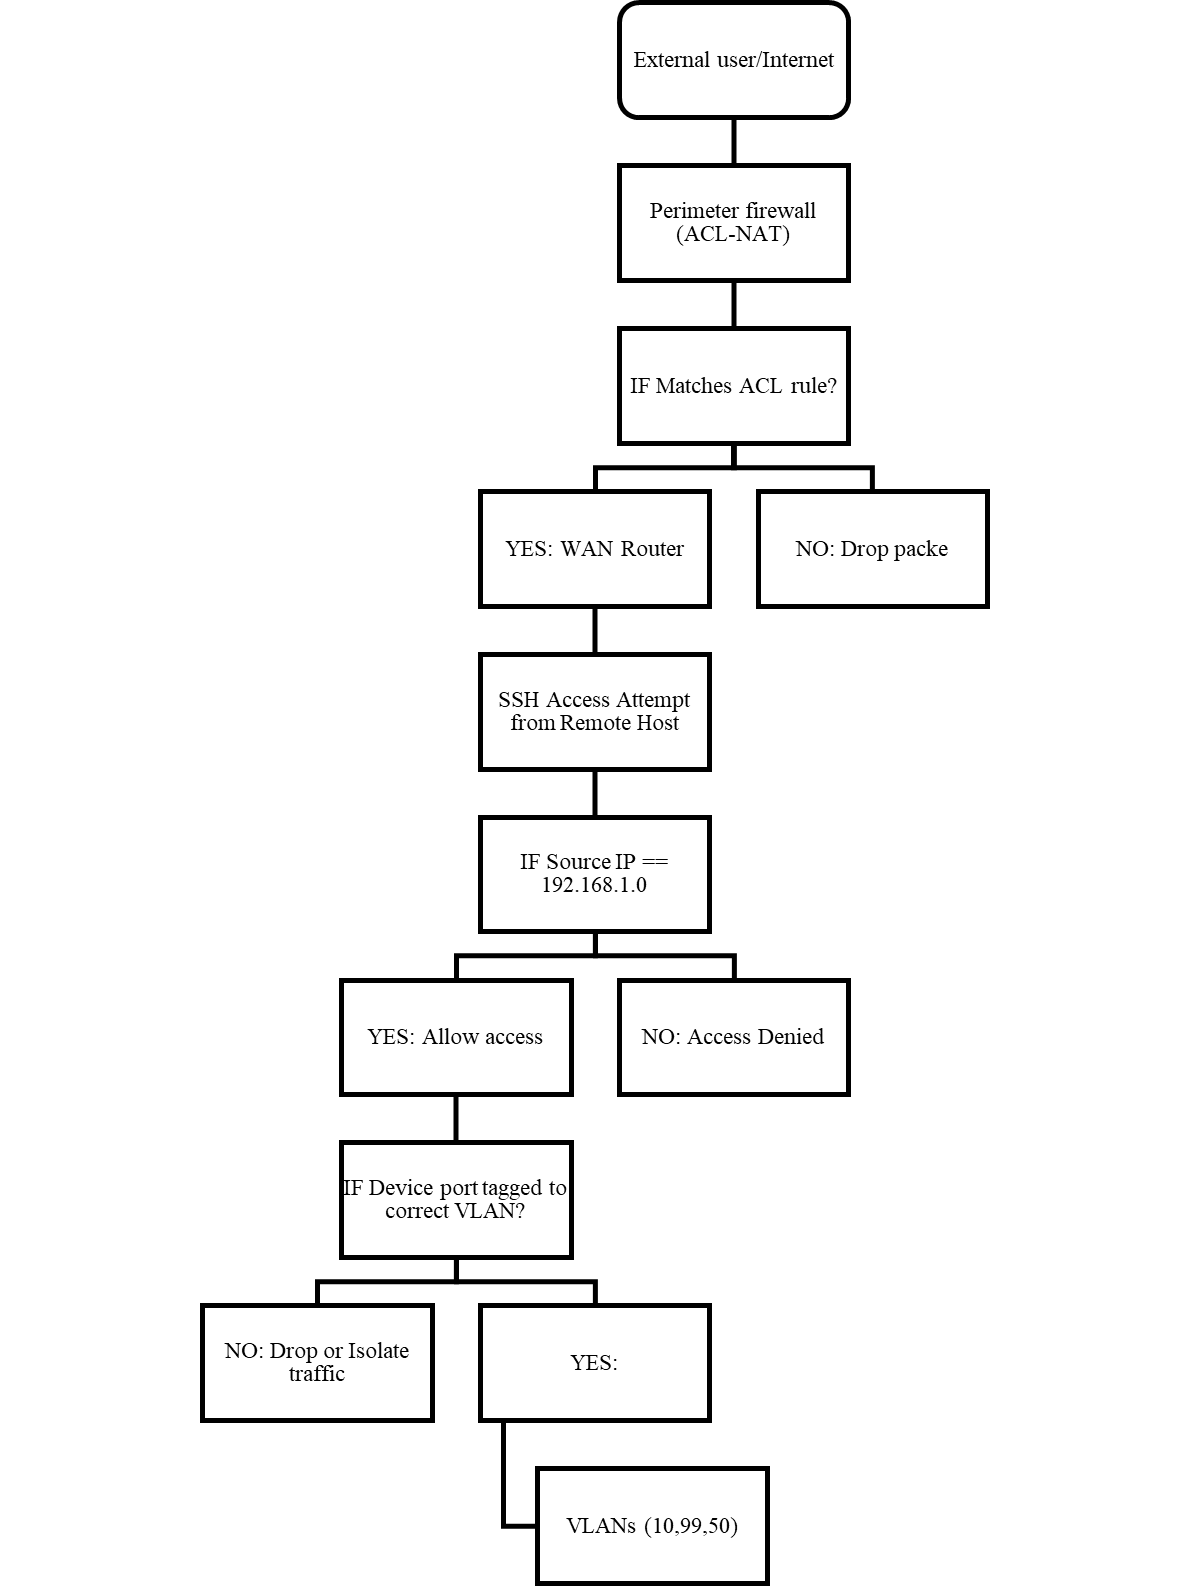 External user/Internet
Perimeter firewall
(ACL-NAT)
IF Matches ACL rule?
YES: WAN Router
NO: Drop packe
SSH Access Attempt
from Remote Host
IF Source IP ==
192.168.1.0
YES: Allow access
NO: Access Denied
IF Device port tagged to
correct VLAN?
NO: Drop or Isolate
traffic
YES:
VLANs (10,99,50)